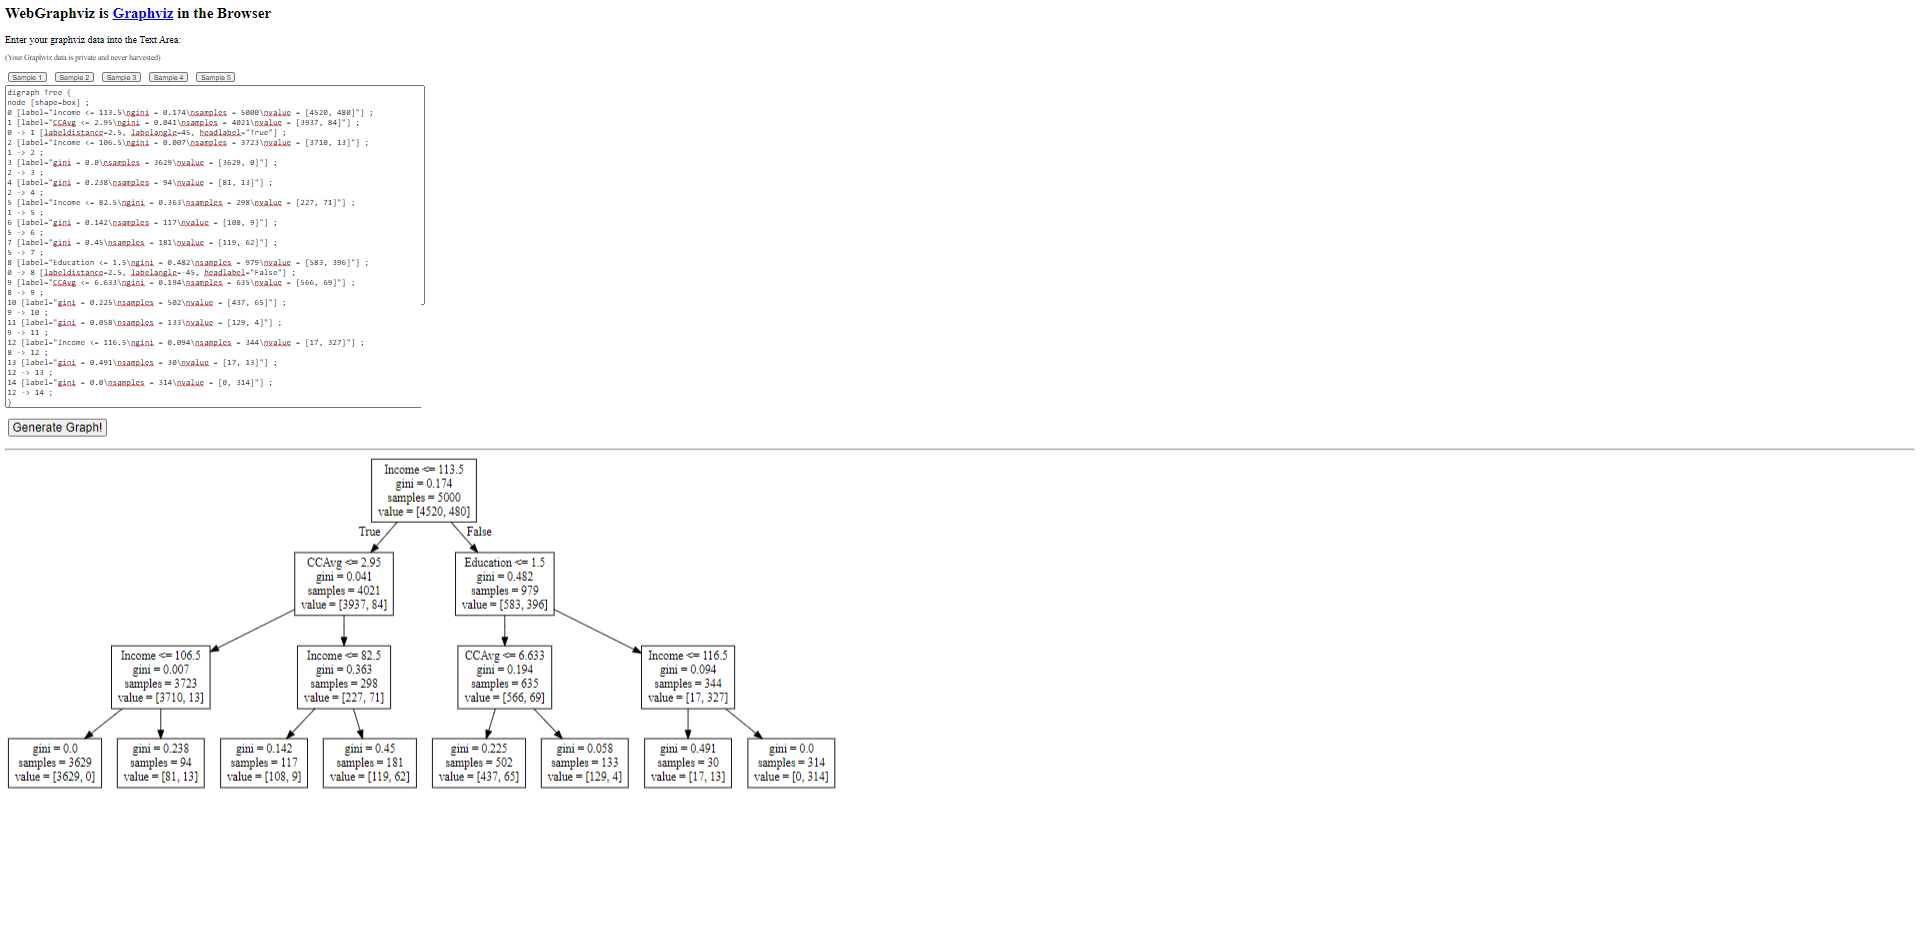 WebGraphviz is Graphviz in the Browser
Enter your graphviz data into the Text Area:
(Your Graphviz data is private and never harvested)
Sample 1 Sample 2 Sample 3 Sample 4 Sample 5
digraph Tree {
node [shape=box] ;
0 [label="Income <= 113.5\ngini = 0.174\nsamples = 5000\nvalue = [4520, 480]"] ;
1 [label="CCAvg <= 2.95\ngini = 0.041\nsamples = 4021\nvalue = [3937, 84]"] ;
0 -> 1 [labeldistance=2.5, labelangle=45, headlabel="True"] ;
2 [label="Income <= 106.5\ngini = 0.007\nsamples = 3723\nvalue = [3710, 13]"] ;
1 -> 2 ;
3 [label="gini = 0.0\nsamples = 3629\nvalue = [3629, 0]"] ;
2 -> 3 ;
4 [label="gini = 0.238\nsamples = 94\nvalue = [81, 13]"] ;
2 -> 4 ;
5 [label="Income <= 82.5\ngini = 0.363\nsamples = 298\nvalue = [227, 71]"] ;
1 -> 5 ;
6 [label="gini = 0.142\nsamples = 117\nvalue = [108, 9]"] ;
5 -> 6 ;
7 [label="gini = 0.45\nsamples = 181\nvalue = [119, 62]"] ;
5 -> 7 ;
8 [label="Education <= 1.5\ngini = 0.482\nsamples = 979\nvalue = [583, 396]"] ;
0 -> 8 [labeldistance=2.5, labelangle=-45, headlabel="False"] ;
9 [label="CCAvg <= 6.633\ngini = 0.194\nsamples = 635\nvalue = [566, 69]"] ;
8 -> 9 ;
10 [label="gini = 0.225\nsamples = 502\nvalue = [437, 65]"] ;
9 -> 10 ;
11 [label="gini = 0.058\nsamples = 133\nvalue = [129, 4]"] ;
9 -> 11 ;
12 [label="Income <= 116.5\ngini = 0.094\nsamples = 344\nvalue = [17, 327]"] ;
8 -> 12 ;
13 [label="gini = 0.491\nsamples = 30\nvalue = [17, 13]"] ;
12 -> 13 ;
14 [label="gini = 0.0\nsamples = 314\nvalue = [0, 314]"] ;
12 -> 14 ;
}
Generate Graph!
Income <= 113.5
gini = 0.174
samples = 5000
value = [4520, 480]
True
False
CCAvg <= 2.95
gini = 0.041
samples = 4021
value = [3937, 84]
Education <= 1.5
gini = 0.482
samples = 979
value = [583, 396]
Income <= 106.5
gini = 0.007
samples = 3723
value = [3710, 13]
Income <= 82.5
gini = 0.363
samples = 298
value = [227, 71]
CCAvg <= 6.633
gini = 0.194
samples = 635
value = [566, 69]
Income <= 116.5
gini = 0.094
samples = 344
value = [17, 327]
gini = 0.0
samples = 3629
value = [3629, 0]
gini = 0.238
samples = 94
value = [81, 13]
gini = 0.142
samples = 117
value = [108, 9]
gini = 0.45
samples = 181
value = [119, 62]
gini = 0.225
samples = 502
value = [437, 65]
gini = 0.058
samples = 133
value = [129, 4]
gini = 0.491
samples = 30
value = [17, 13]
gini = 0.0
samples = 314
value = [0, 314]